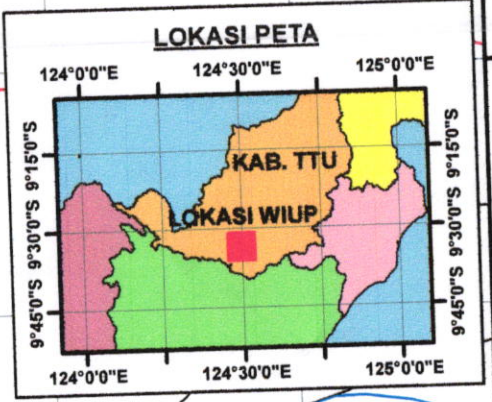 LOKASI PETA
124°0'0"E 124°30'0"E 125°0'0"E
9°15'0"S 9°15'0"S
KAB. TTU
LOKASI WIUP
9°30'0"S 9°30'0"S
9°45'0"S 9°45'0"S
124°0'0"E 124°30'0"E 125°0'0"E